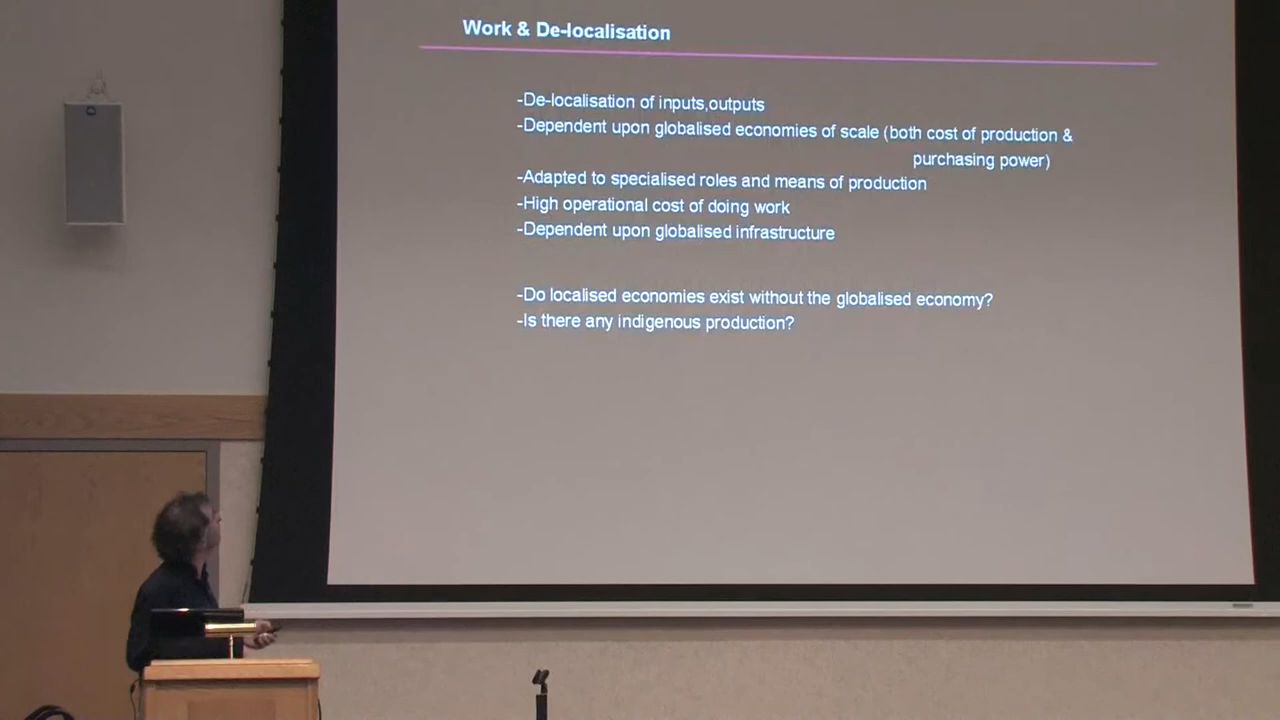 Work & De-localisation
-De-localisation of inputs,outputs
-Dependent upon globalised economies of scale (both cost of production &
purchasing power)
-Adapted to specialised roles and means of production
-High operational cost of doing work
-Dependent upon globalised infrastructure
-Do localised economies exist without the globalised economy?
-Is there any indigenous production?